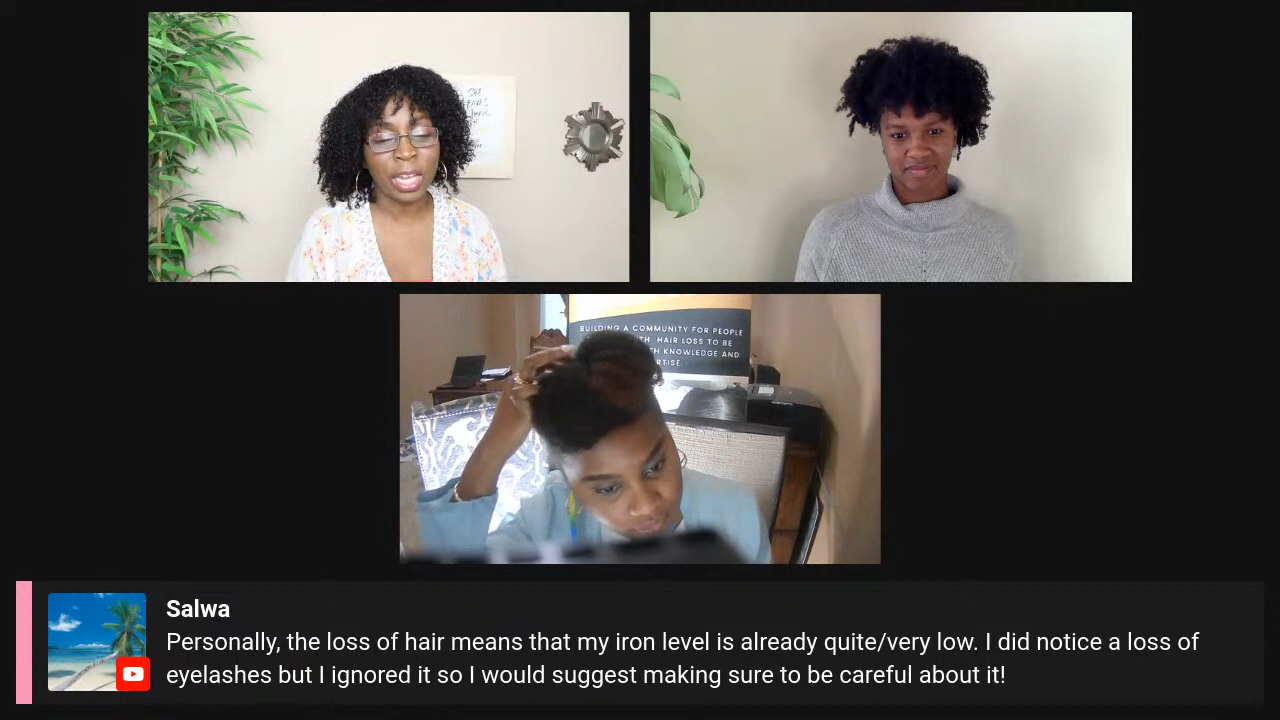 SHE
LEAVES
BUILDING A COMMUNITY FOR PEOPLE
HAIR LOSS TO BE
KNOWLEDGE AND
Salwa
Personally, the loss of hair means that my iron level is already quite/very low. I did notice a loss of
eyelashes but I ignored it so I would suggest making sure to be careful about it!